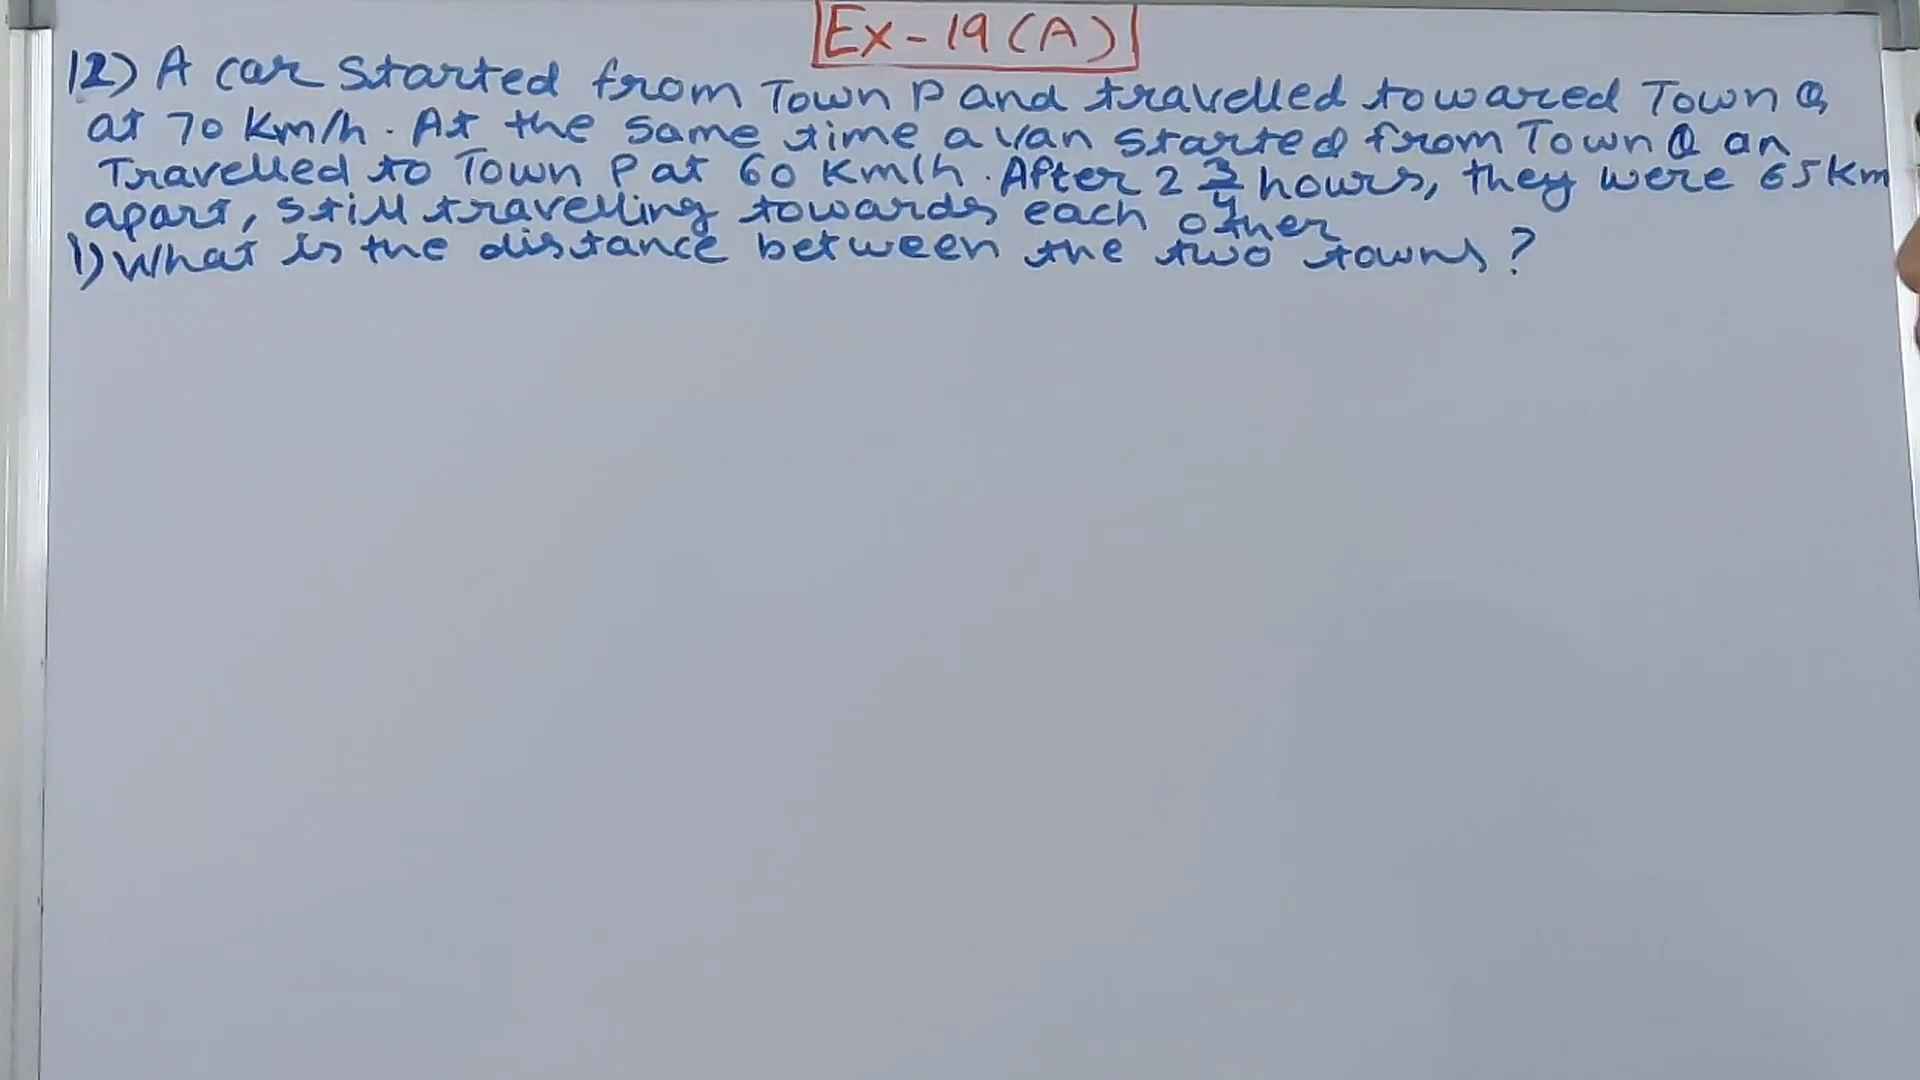 Ex-19(A)
12) A car started from Town P and travelled towared Town Q
at 70 Km/h. At the same time a van started from Town Q an
Travelled to Town P at 60 Km/h. After 2 3/4 hours, they were 65 Km
apart, still travelling towards each other
1) What is the distance between the two towns?